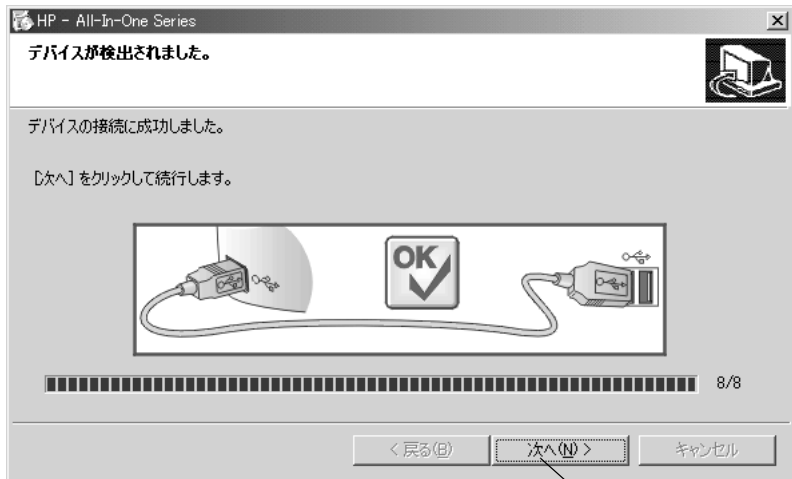 HP - All-In-One Series
デバイスが検出されました。
デバイスの接続に成功しました。
[次へ] をクリックして続行します。
OK
8/8
< 戻る(B)
次へ(N) >
キャンセル